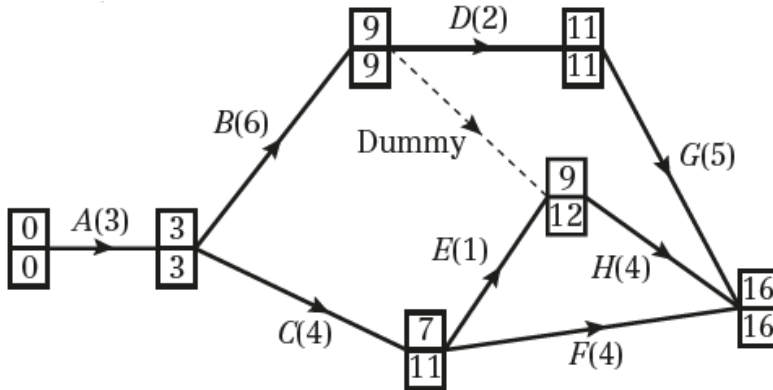 9
9
D(2)
11
11
B(6)
Dummy
G(5)
0
0
A(3)
3
3
9
12
E(1)
H(4)
C(4)
7
11
F(4)
16
16